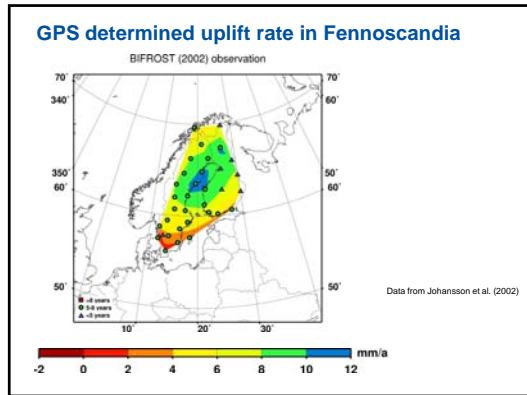 GPS determined uplift rate in Fennoscandia
BIFROST (2002) observation
70˚ 70˚
340˚ 60˚
350˚ 50˚
60˚ 60˚
50˚ 50˚
>8 years
5-8 years
<5 years
10˚ 20˚ 30˚
Data from Johansson et al. (2002)
mm/a
-2 0 2 4 6 8 10 12